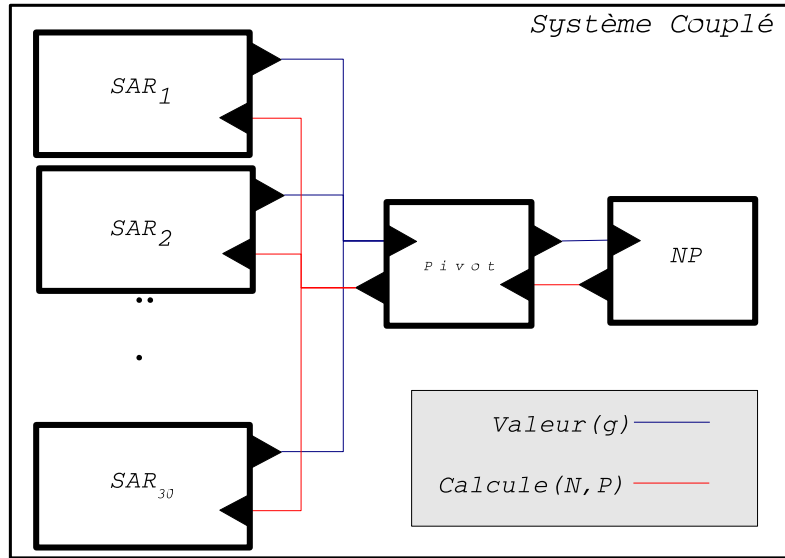 Système Couplé
SAR1
SAR2
Pivot
NP
SAR30
Valeur(g)
Calcule(N,P)